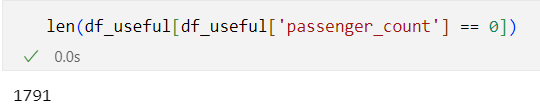 len(df_useful[df_useful['passenger_count'] == 0])
0.0s
1791